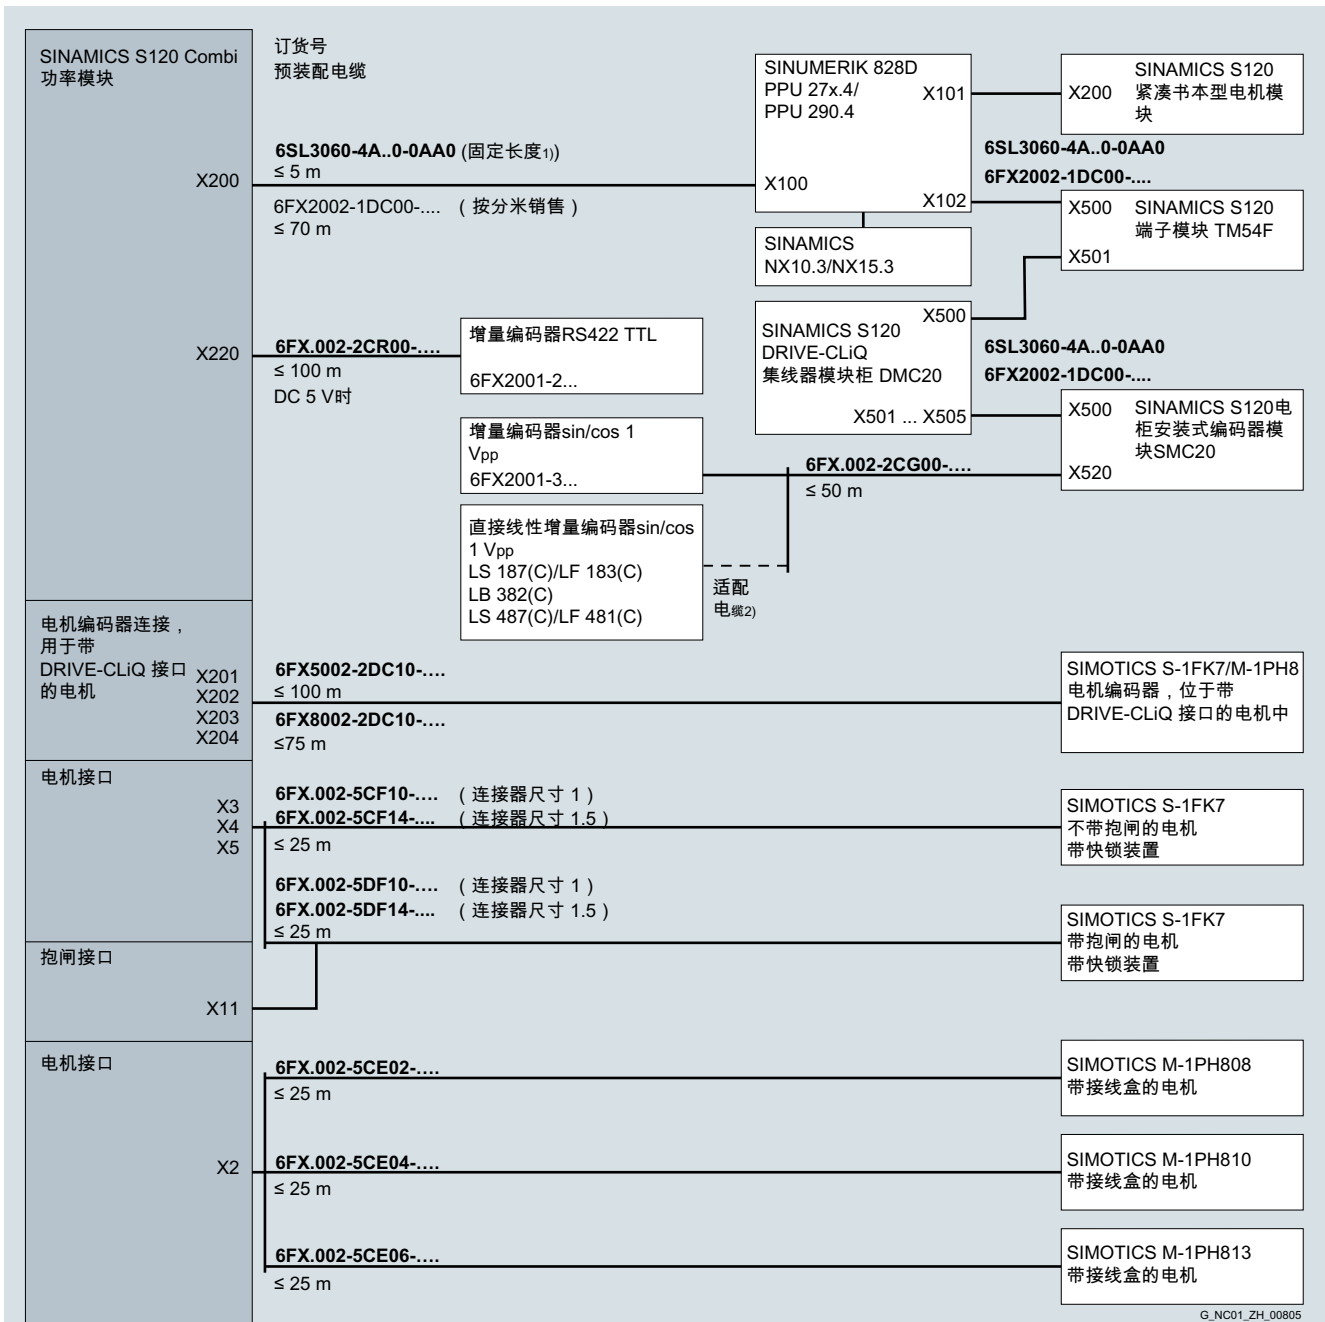 SINAMICS S120 Combi
功率模块
订货号
预装配电缆
SINUMERIK 828D
PPU 27x.4/
PPU 290.4
X101
X100
X102
X200
SINAMICS S120
紧凑书本型电机模
块
6SL3060-4A..0-0AA0 (固定长度1))
≤ 5 m
X200
6FX2002-1DC00-.... （按分米销售）
≤ 70 m
6SL3060-4A..0-0AA0
6FX2002-1DC00-....
X500
SINAMICS S120
端子模块 TM54F
X501
SINAMICS
NX10.3/NX15.3
X500
SINAMICS S120
DRIVE-CLiQ
集线器模块柜 DMC20
X501 ... X505
X220
6FX.002-2CR00-....
≤ 100 m
DC 5 V时
增量编码器RS422 TTL
6FX2001-2...
6SL3060-4A..0-0AA0
6FX2002-1DC00-....
X500
SINAMICS S120电
柜安装式编码器模
块SMC20
X520
增量编码器sin/cos 1
Vpp
6FX2001-3...
6FX.002-2CG00-....
≤ 50 m
直接线性增量编码器sin/cos
1 Vpp
LS 187(C)/LF 183(C)
LB 382(C)
LS 487(C)/LF 481(C)
适配
电缆2)
电机编码器连接，
用于带
DRIVE-CLiQ 接口
的电机
X201
X202
X203
X204
6FX5002-2DC10-....
≤ 100 m
6FX8002-2DC10-....
≤75 m
SIMOTICS S-1FK7/M-1PH8
电机编码器，位于带
DRIVE-CLiQ 接口的电机中
电机接口
X3
X4
X5
6FX.002-5CF10-.... （连接器尺寸 1）
6FX.002-5CF14-.... （连接器尺寸 1.5）
≤ 25 m
SIMOTICS S-1FK7
不带抱闸的电机
带快锁装置
6FX.002-5DF10-.... （连接器尺寸 1）
6FX.002-5DF14-.... （连接器尺寸 1.5）
≤ 25 m
SIMOTICS S-1FK7
带抱闸的电机
带快锁装置
抱闸接口
X11
电机接口
X2
6FX.002-5CE02-....
≤ 25 m
SIMOTICS M-1PH808
带接线盒的电机
6FX.002-5CE04-....
≤ 25 m
SIMOTICS M-1PH810
带接线盒的电机
6FX.002-5CE06-....
≤ 25 m
SIMOTICS M-1PH813
带接线盒的电机
G_NC01_ZH_00805